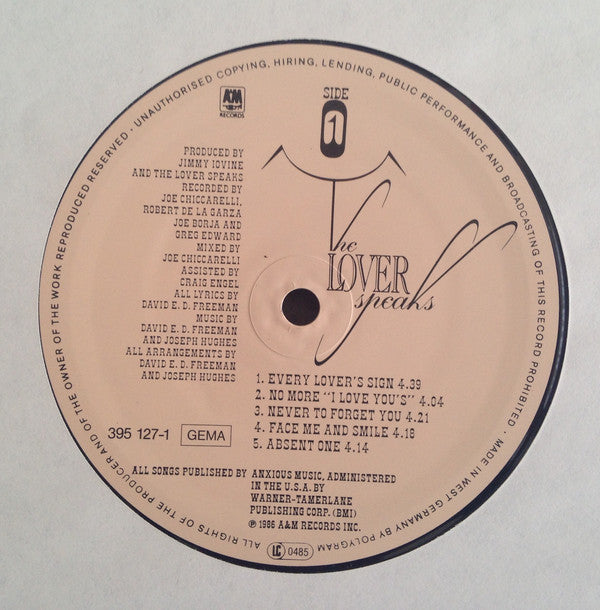 UNAUTHORISED COPYING, HIRING, LENDING, PUBLIC PERFORMANCE AND BROADCASTING OF THIS RECORD PROHIBITED · MADE IN WEST GERMANY BY POLYGRAM
ALL RIGHTS OF THE PRODUCER AND OF THE OWNER OF THE WORK REPRODUCED RESERVED ·
A&M
RECORDS
SIDE
1
PRODUCED BY
JIMMY IOVINE
AND THE LOVER SPEAKS
RECORDED BY
JOE CHICCARELLI,
ROBERT DE LA GARZA
JOE BORJA AND
GREG EDWARD
MIXED BY
JOE CHICCARELLI
ASSISTED BY
CRAIG ENGEL
ALL LYRICS BY
DAVID E. D. FREEMAN
MUSIC BY
DAVID E. D. FREEMAN
AND JOSEPH HUGHES
ALL ARRANGEMENTS BY
DAVID E. D. FREEMAN
AND JOSEPH HUGHES
The
LOVER
speaks
1. EVERY LOVER'S SIGN 4.39
2. NO MORE "I LOVE YOU'S" 4.04
3. NEVER TO FORGET YOU 4.21
4. FACE ME AND SMILE 4.18
5. ABSENT ONE 4.14
395 127-1 GEMA
ALL SONGS PUBLISHED BY ANXIOUS MUSIC, ADMINISTERED
IN THE U.S.A. BY
WARNER-TAMERLANE
PUBLISHING CORP. (BMI)
℗ 1986 A&M RECORDS INC.
LC 0485